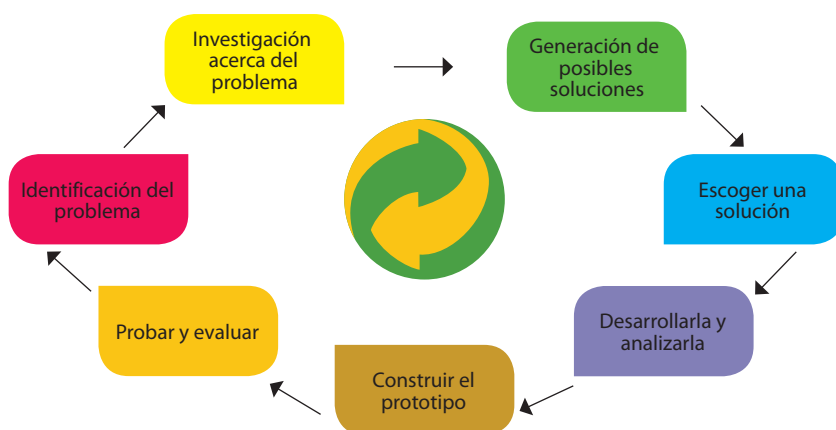 Investigación
acerca del
problema
Generación de
posibles
soluciones
Escoger una
solución
Desarrollarla y
analizarla
Construir el
prototipo
Probar y evaluar
Identificación del
problema